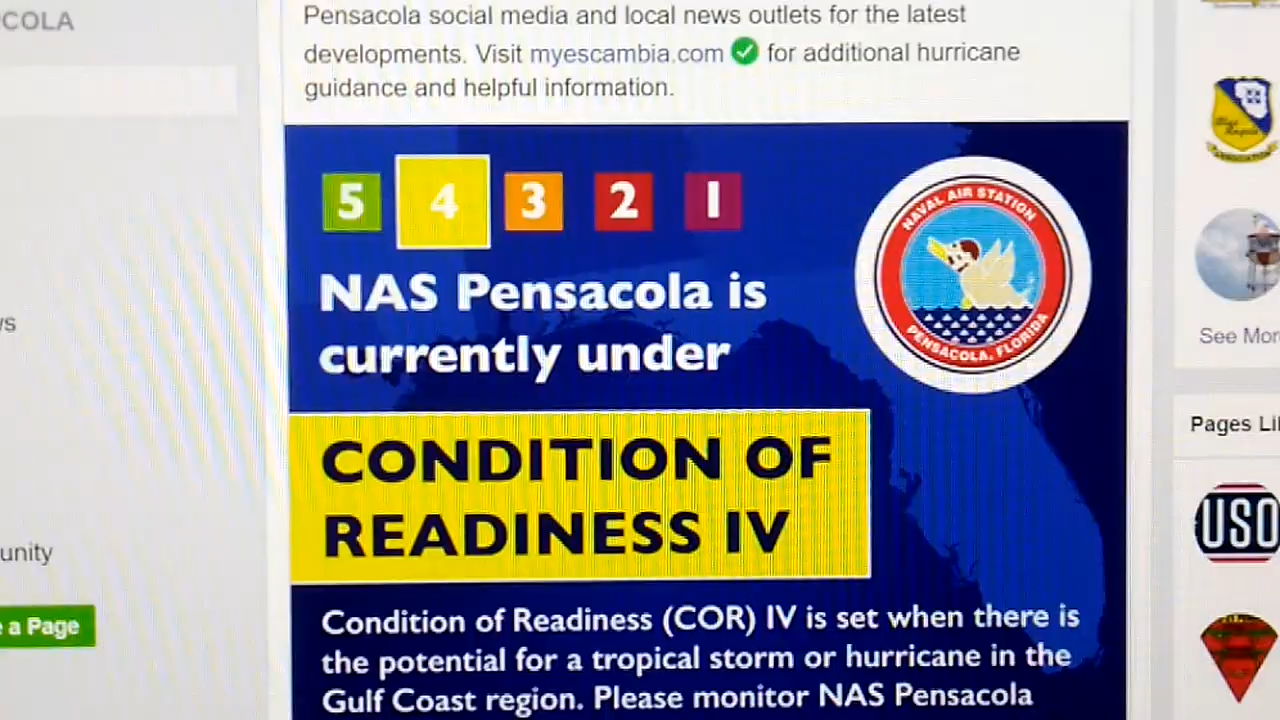 COLA
Pensacola social media and local news outlets for the latest
developments. Visit myescambia.com for additional hurricane
guidance and helpful information.
5 4 3 2 1
NAVAL AIR STATION
PENSACOLA, FLORIDA
NAS Pensacola is
currently under
CONDITION OF
READINESS IV
Condition of Readiness (COR) IV is set when there is
the potential for a tropical storm or hurricane in the
Gulf Coast region. Please monitor NAS Pensacola
unity
a Page
Blue Angels
ASSOCIATION
See Mor
Pages Li
USO